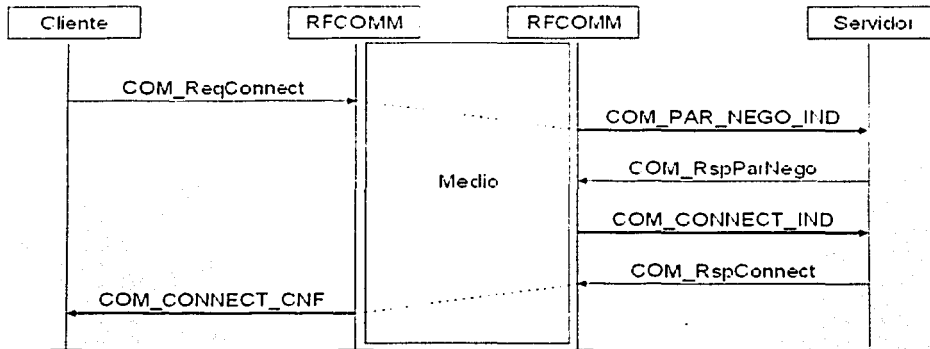 Cliente
RFCOMM
RFCOMM
Servidor
COM_ReqConnect
COM_PAR_NEGO_IND
COM_RspParNego
Medio
COM_CONNECT_IND
COM_RspConnect
COM_CONNECT_CNF